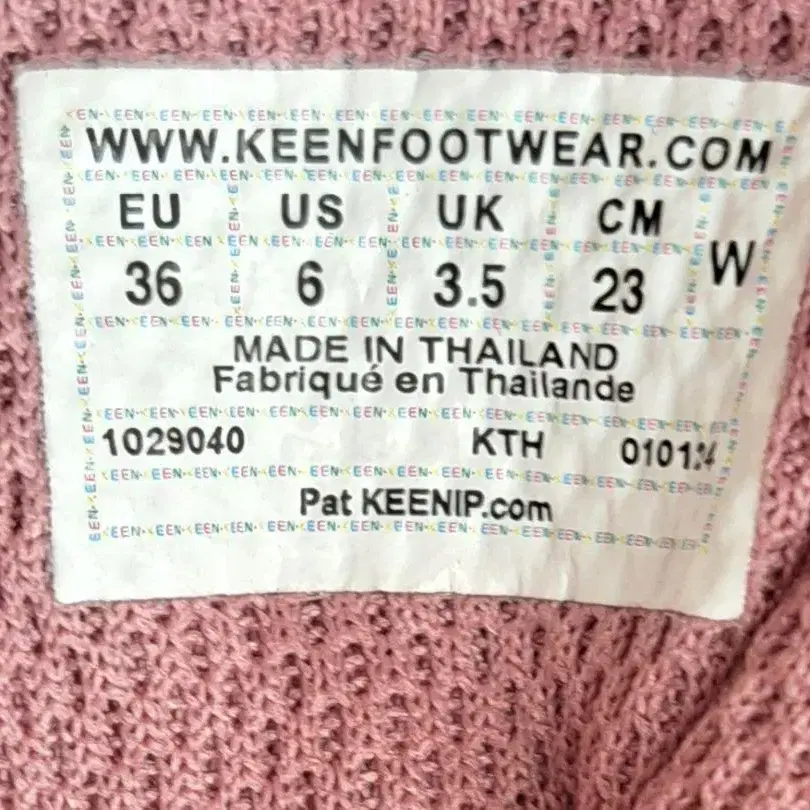 WWW.KEENFOOTWEAR.COM
EU US UK CM W
36 6 3.5 23
MADE IN THAILAND
Fabriqué en Thaïlande
1029040 KTH
Pat KEENIP.com